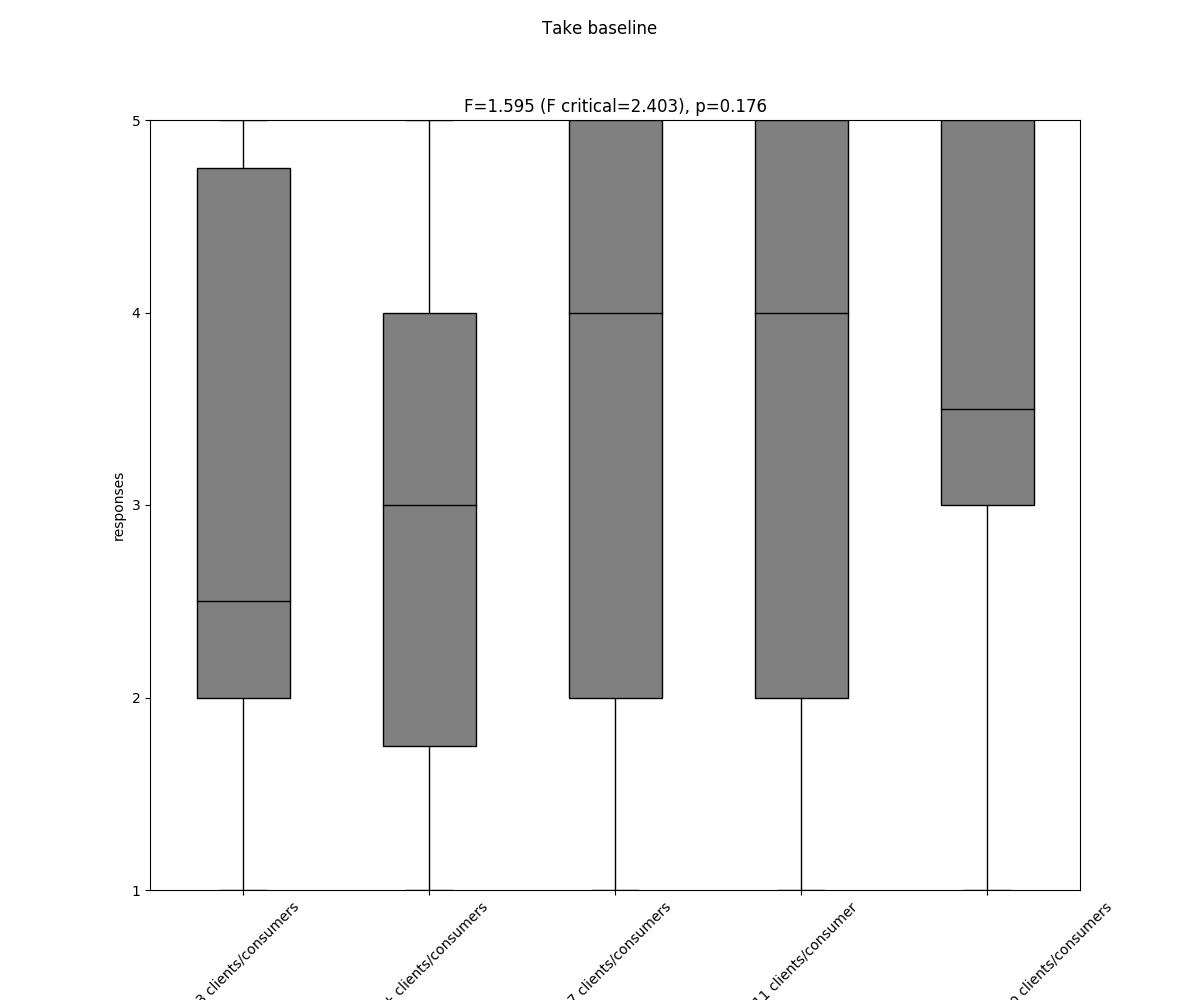 Take baseline
F=1.595 (F critical=2.403), p=0.176
5
4
3
2
1
responses
3 clients/consumers
clients/consumers
7 clients/consumers
11 clients/consumer
clients/consumers